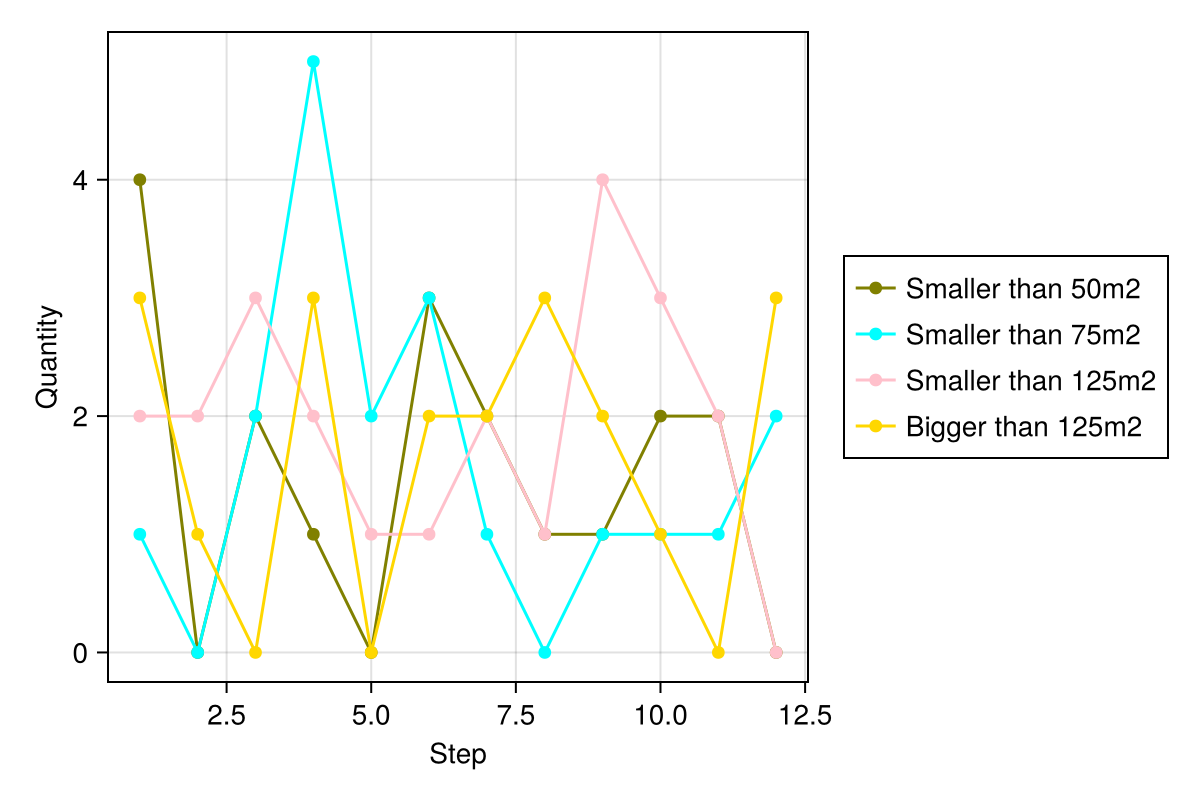 4
2
0
Quantity
2.5 5.0 7.5 10.0 12.5
Step
Smaller than 50m2
Smaller than 75m2
Smaller than 125m2
Bigger than 125m2